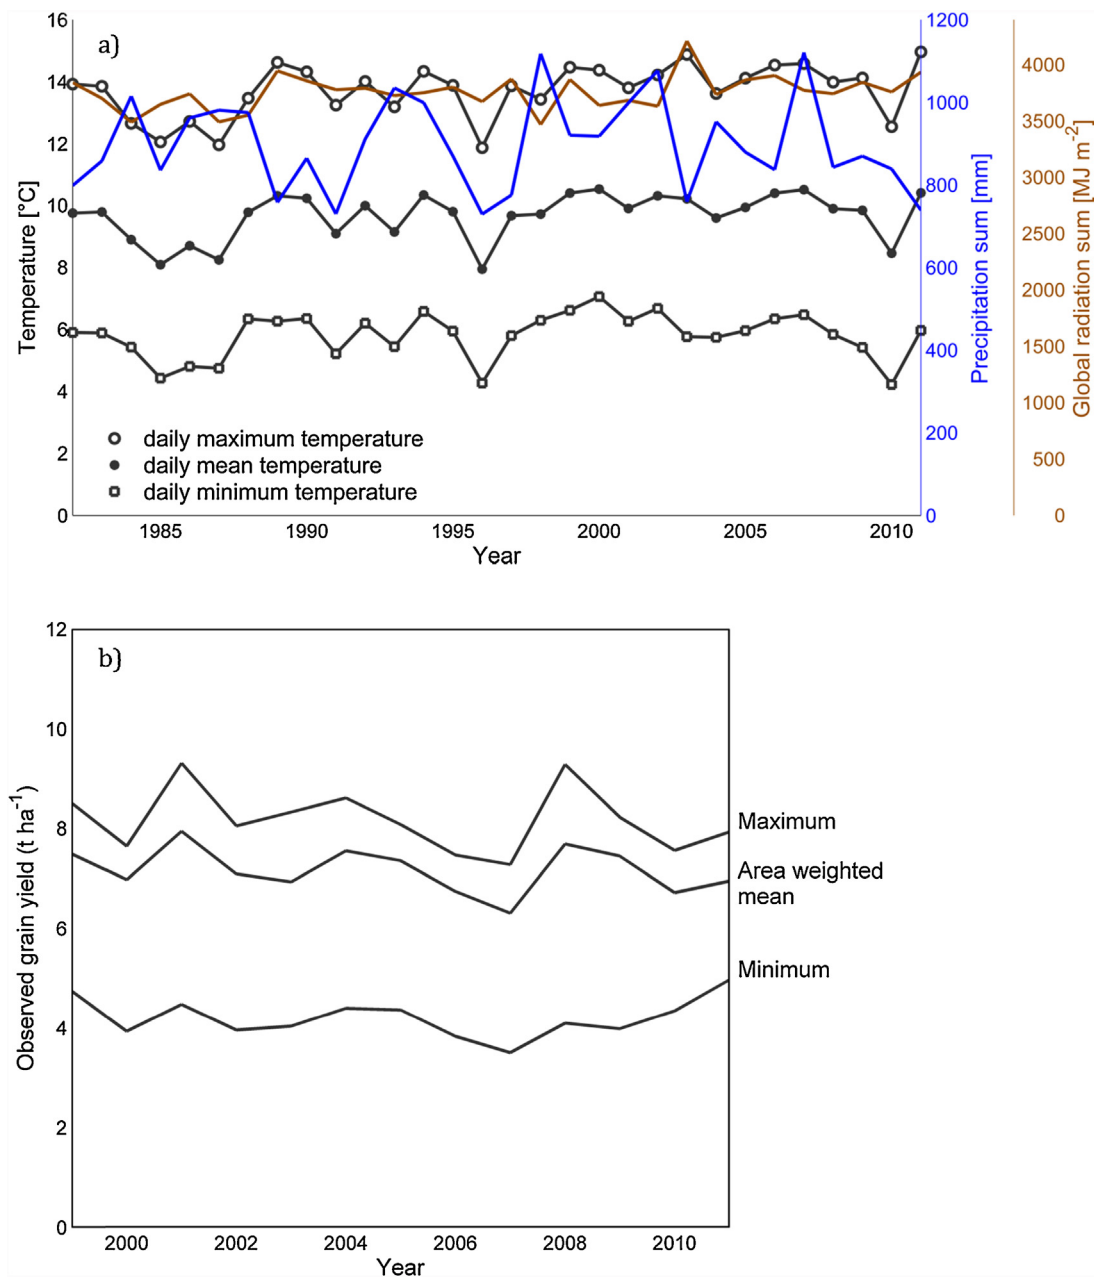 a)
16
14
12
10
8
6
4
2
0
Temperature [°C]
daily maximum temperature
daily mean temperature
daily minimum temperature
1985
1990
1995
2000
2005
2010
Year
1200
1000
800
600
400
200
0
Precipitation sum [mm]
4000
3500
3000
2500
2000
1500
1000
500
0
Global radiation sum [MJ m-2]
b)
12
10
8
6
4
2
0
Observed grain yield (t ha-1)
Maximum
Area weighted
mean
Minimum
2000
2002
2004
2006
2008
2010
Year